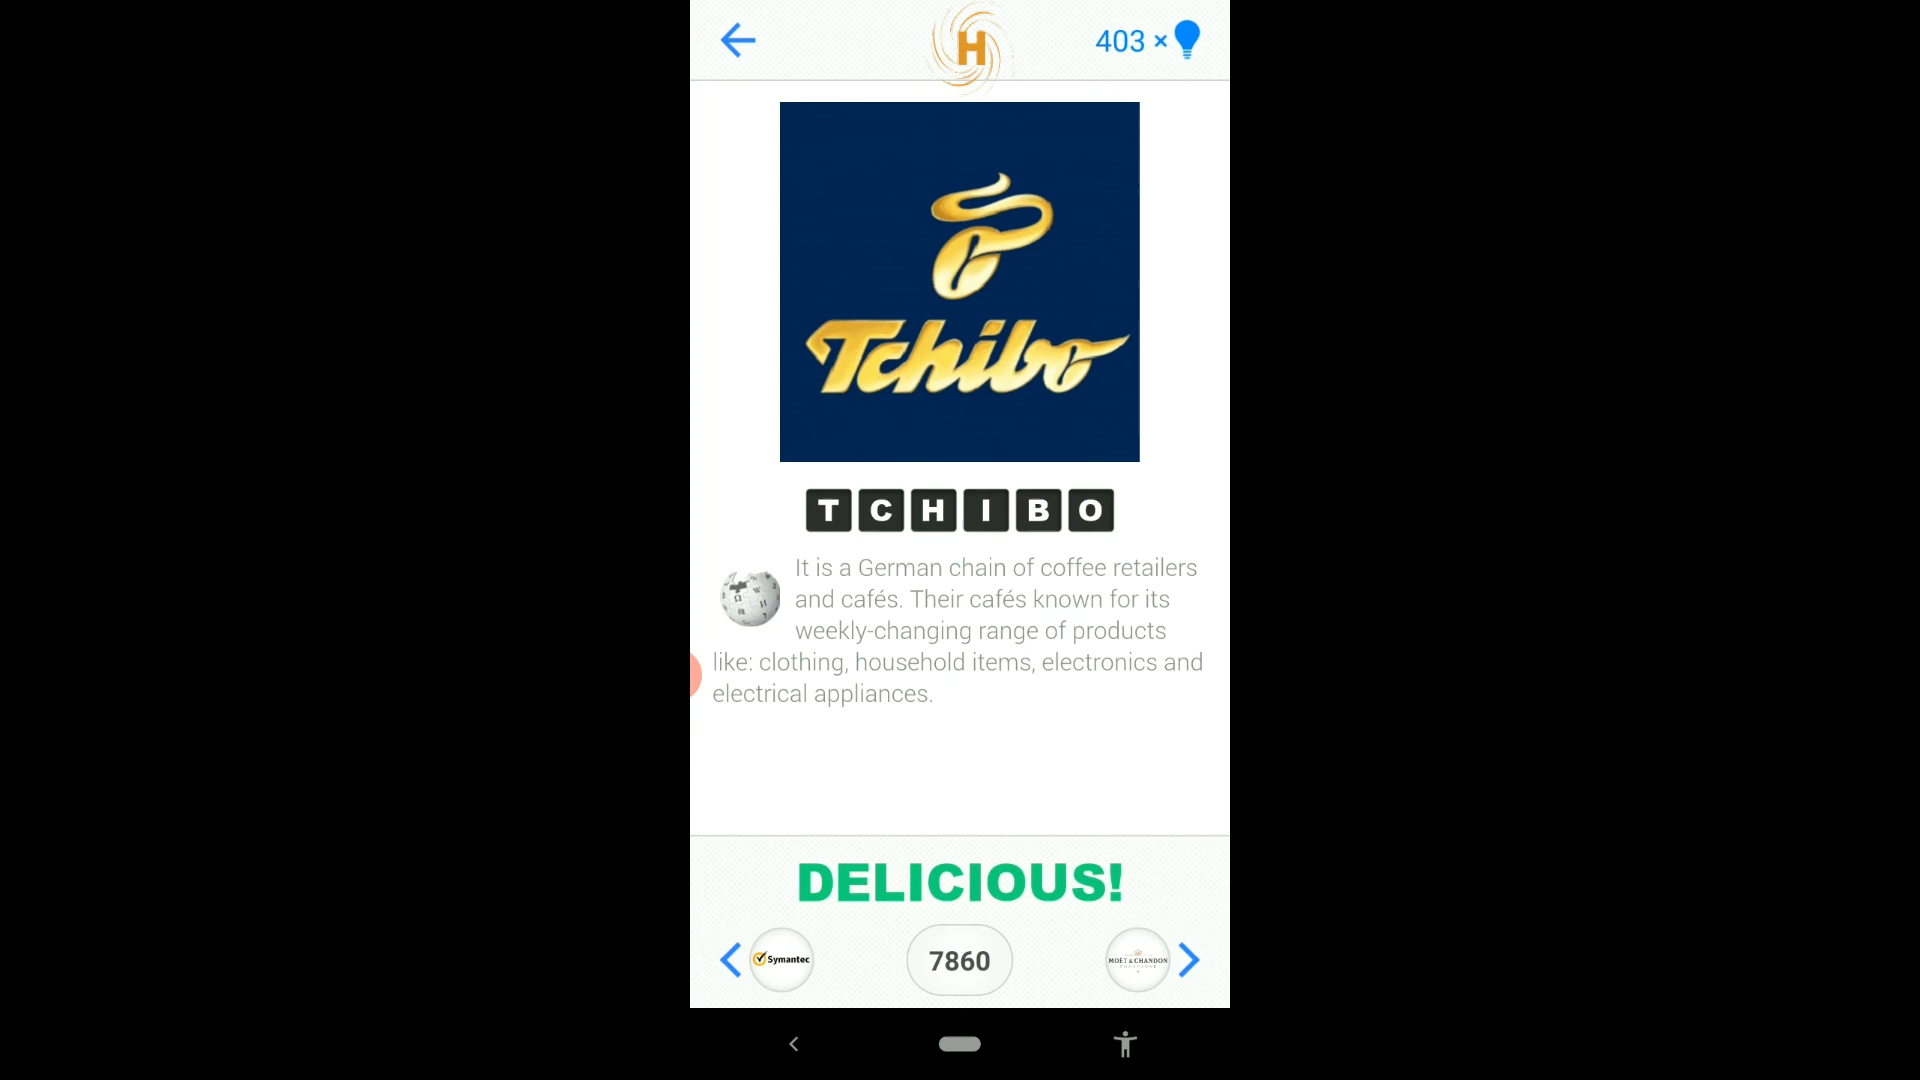 H
403 ×
Tchibo
TCHIBO
It is a German chain of coffee retailers
and cafés. Their cafés known for its
weekly-changing range of products
like: clothing, household items, electronics and
electrical appliances.
DELICIOUS!
Symantec
7860
MOËT & CHANDON